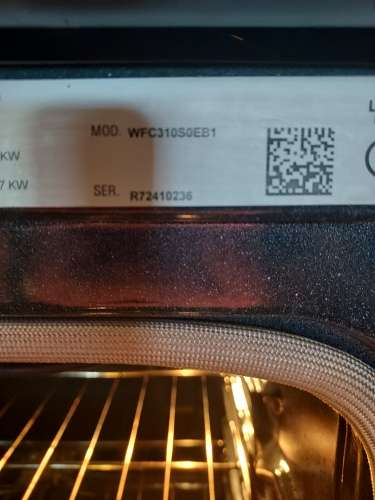 L
MOD. WFC310S0EB1
KW
7 KW
SER. R72410236